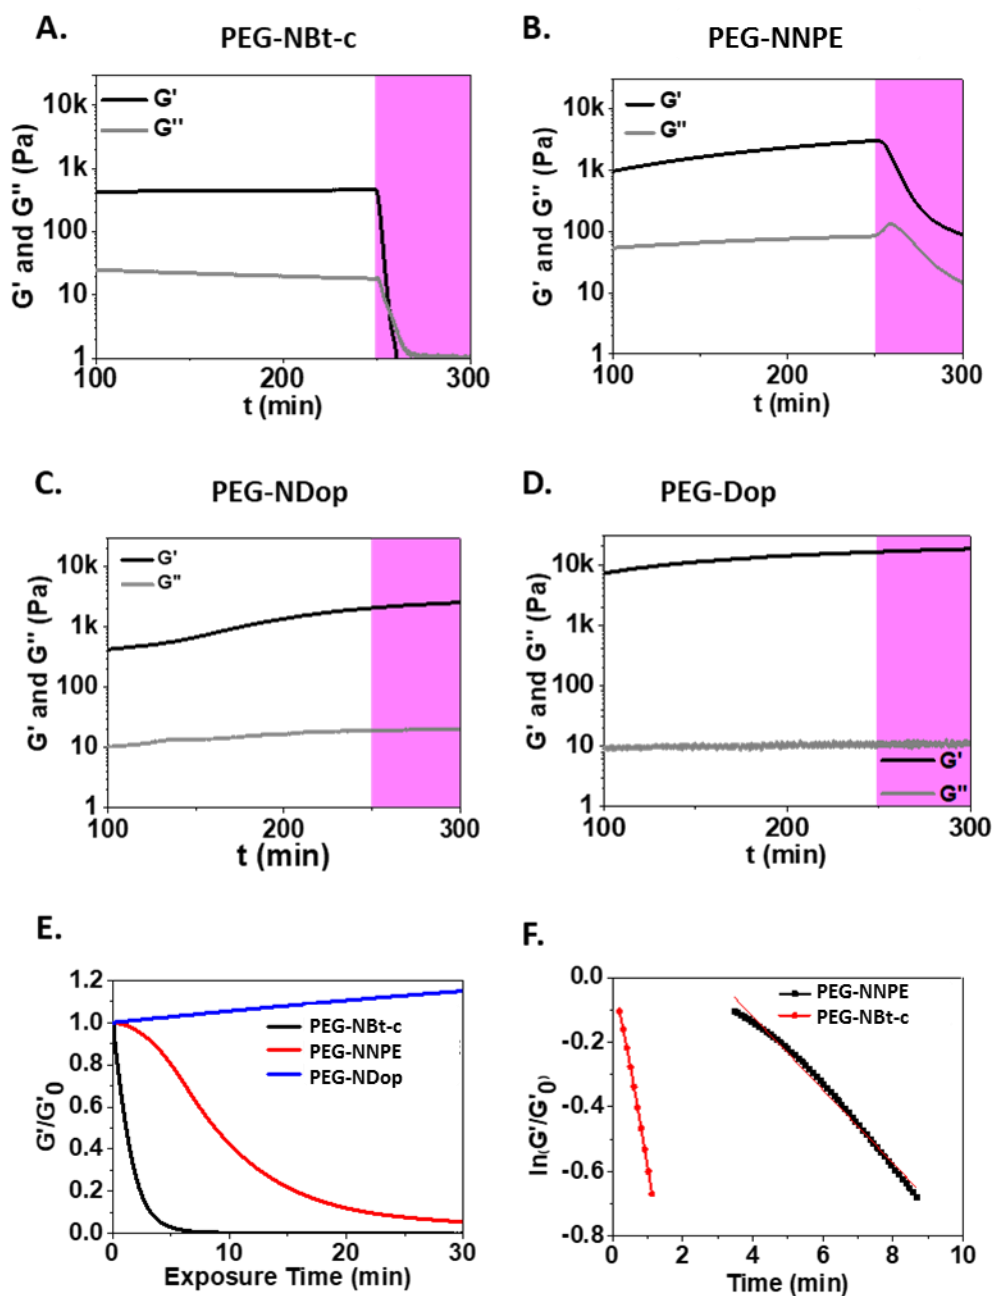 A.
PEG-NBt-c
G' and G'' (Pa)
10k
1k
100
10
1
G'
G''
100
200
300
t (min)
B.
PEG-NNPE
G' and G'' (Pa)
10k
1k
100
10
1
G'
G''
100
200
300
t (min)
C.
PEG-NDop
G' and G'' (Pa)
10k
1k
100
10
1
G'
G''
100
200
300
t (min)
D.
PEG-Dop
G' and G'' (Pa)
10k
1k
100
10
1
G'
G''
100
200
300
t (min)
E.
G'/G'0
1.2
1.0
0.8
0.6
0.4
0.2
0.0
PEG-NBt-c
PEG-NNPE
PEG-NDop
0
10
20
30
Exposure Time (min)
F.
ln(G'/G'0)
0.0
-0.2
-0.4
-0.6
-0.8
PEG-NNPE
PEG-NBt-c
0
2
4
6
8
10
Time (min)